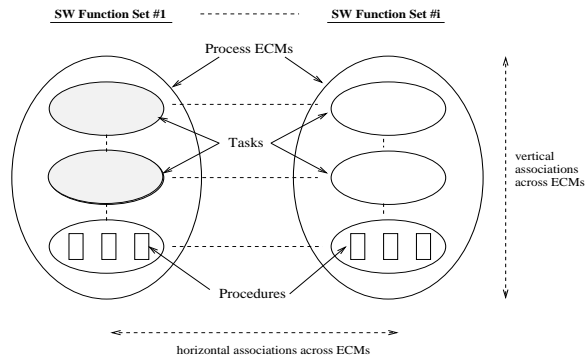 SW Function Set #1
SW Function Set #i
Process ECMs
Tasks
vertical
associations
across ECMs
Procedures
horizontal associations across ECMs